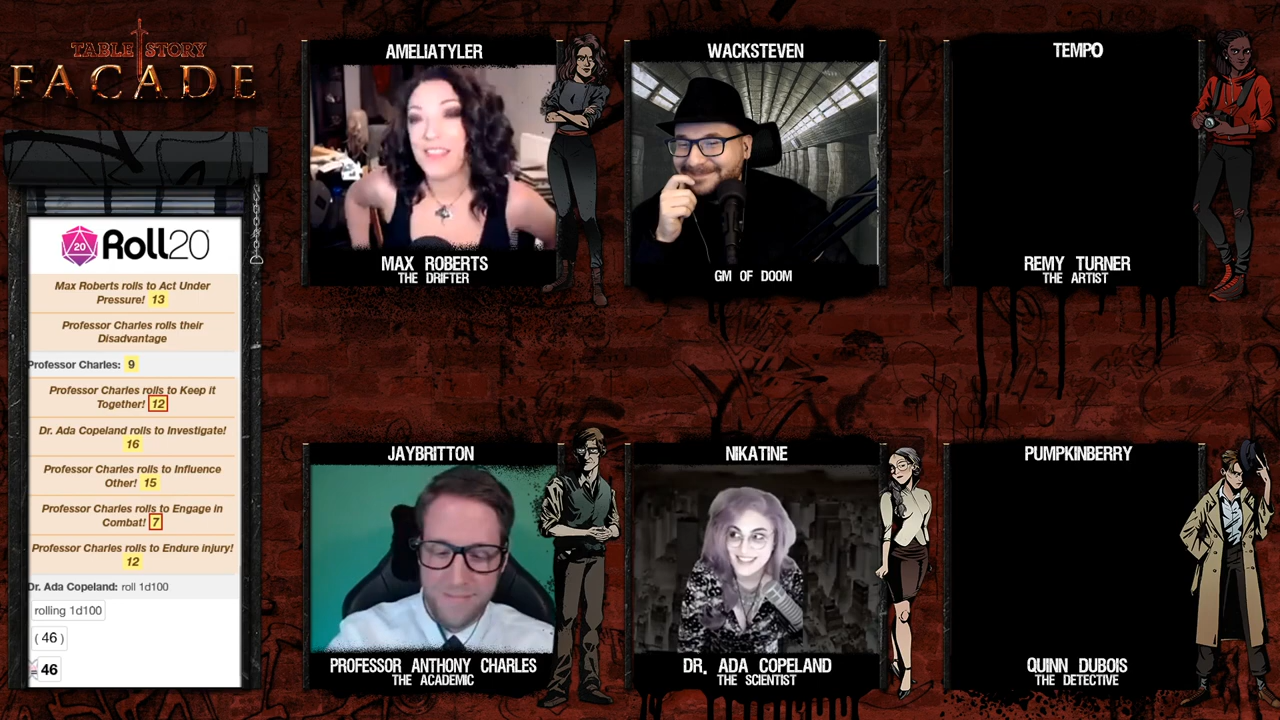 TABLE STORY
FACADE
AMELIATYLER
MAX ROBERTS
THE DRIFTER
WACKSTEVEN
GM OF DOOM
TEMPO
REMY TURNER
THE ARTIST
20
Roll20
Max Roberts rolls to Act Under
Pressure! 13
Professor Charles rolls their
Disadvantage
Professor Charles: 9
Professor Charles rolls to Keep it
Together! 12
Dr. Ada Copeland rolls to Investigate!
16
Professor Charles rolls to Influence
Other! 15
Professor Charles rolls to Engage in
Combat! 7
Professor Charles rolls to Endure injury!
12
Dr. Ada Copeland: roll 1d100
rolling 1d100
( 46 )
46
JAYBRITTON
PROFESSOR ANTHONY CHARLES
THE ACADEMIC
NIKATINE
DR. ADA COPELAND
THE SCIENTIST
PUMPKINBERRY
QUINN DUBOIS
THE DETECTIVE